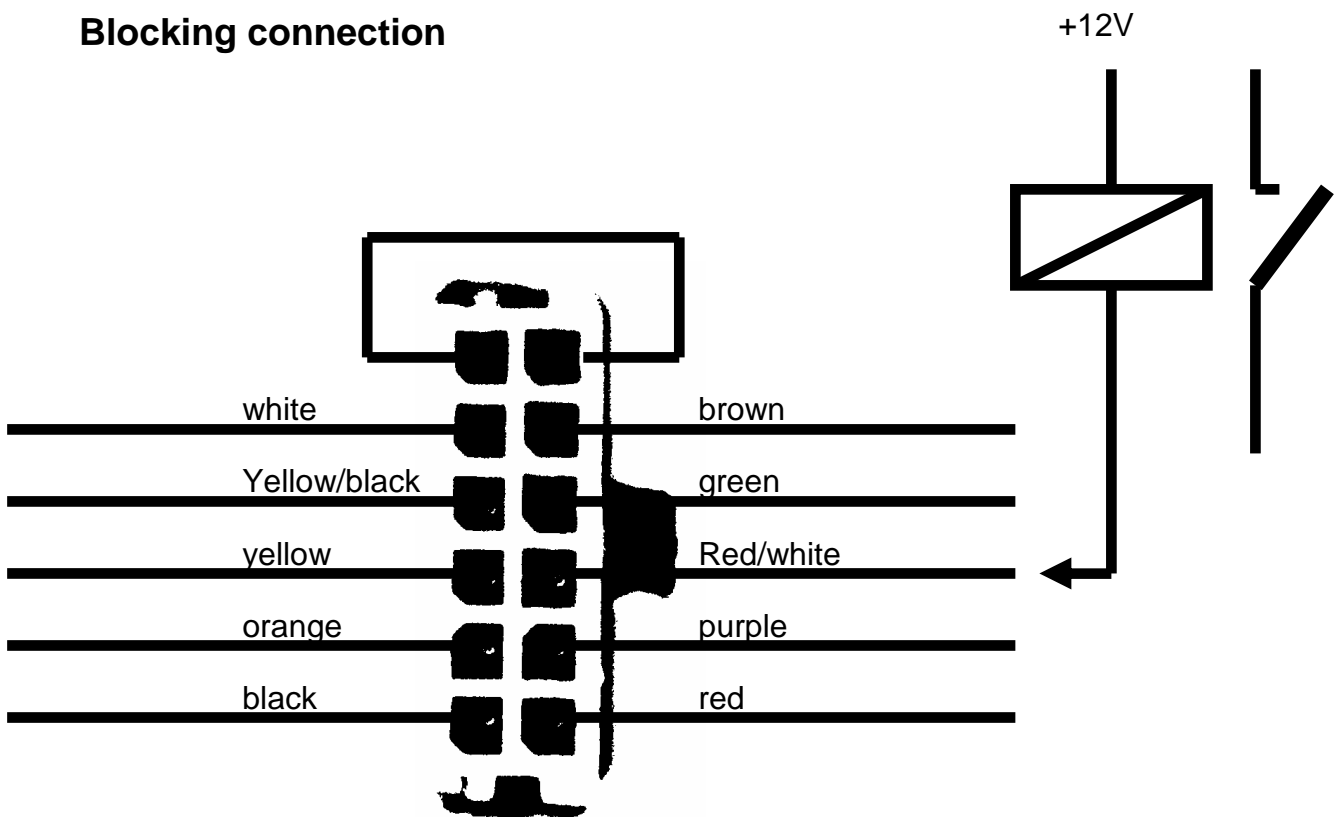 Blocking connection
+12V
white
brown
Yellow/black
green
yellow
Red/white
orange
purple
black
red